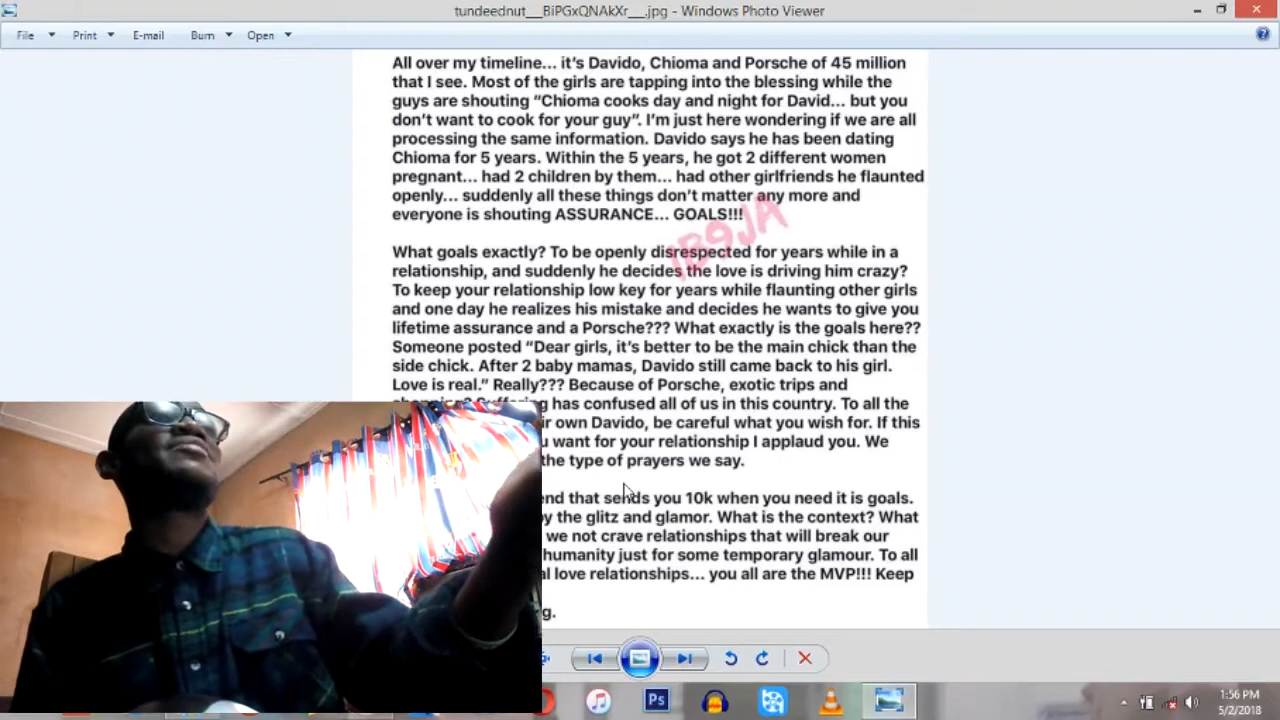 tundeednut__BiPGxQNAkXr__.jpg - Windows Photo Viewer
File Print E-mail Burn Open
All over my timeline... it's Davido, Chioma and Porsche of 45 million
that I see. Most of the girls are tapping into the blessing while the
guys are shouting “Chioma cooks day and night for David... but you
don't want to cook for your guy”. I'm just here wondering if we are all
processing the same information. Davido says he has been dating
Chioma for 5 years. Within the 5 years, he got 2 different women
pregnant... had 2 children by them... had other girlfriends he flaunted
openly... suddenly all these things don't matter any more and
everyone is shouting ASSURANCE... GOALS!!!
1B9JA
What goals exactly? To be openly disrespected for years while in a
relationship, and suddenly he decides the love is driving him crazy?
To keep your relationship low key for years while flaunting other girls
and one day he realizes his mistake and decides he wants to give you
lifetime assurance and a Porsche??? What exactly is the goals here??
Someone posted “Dear girls, it's better to be the main chick than the
side chick. After 2 baby mamas, Davido still came back to his girl.
Love is real.” Really??? Because of Porsche, exotic trips and
has confused all of us in this country. To all the
own Davido, be careful what you wish for. If this
want for your relationship I applaud you. We
the type of prayers we say.
that sends you 10k when you need it is goals.
by the glitz and glamor. What is the context? What
we not crave relationships that will break our
humanity just for some temporary glamour. To all
love relationships... you all are the MVP!!! Keep
Ps
1:56 PM
5/2/2018